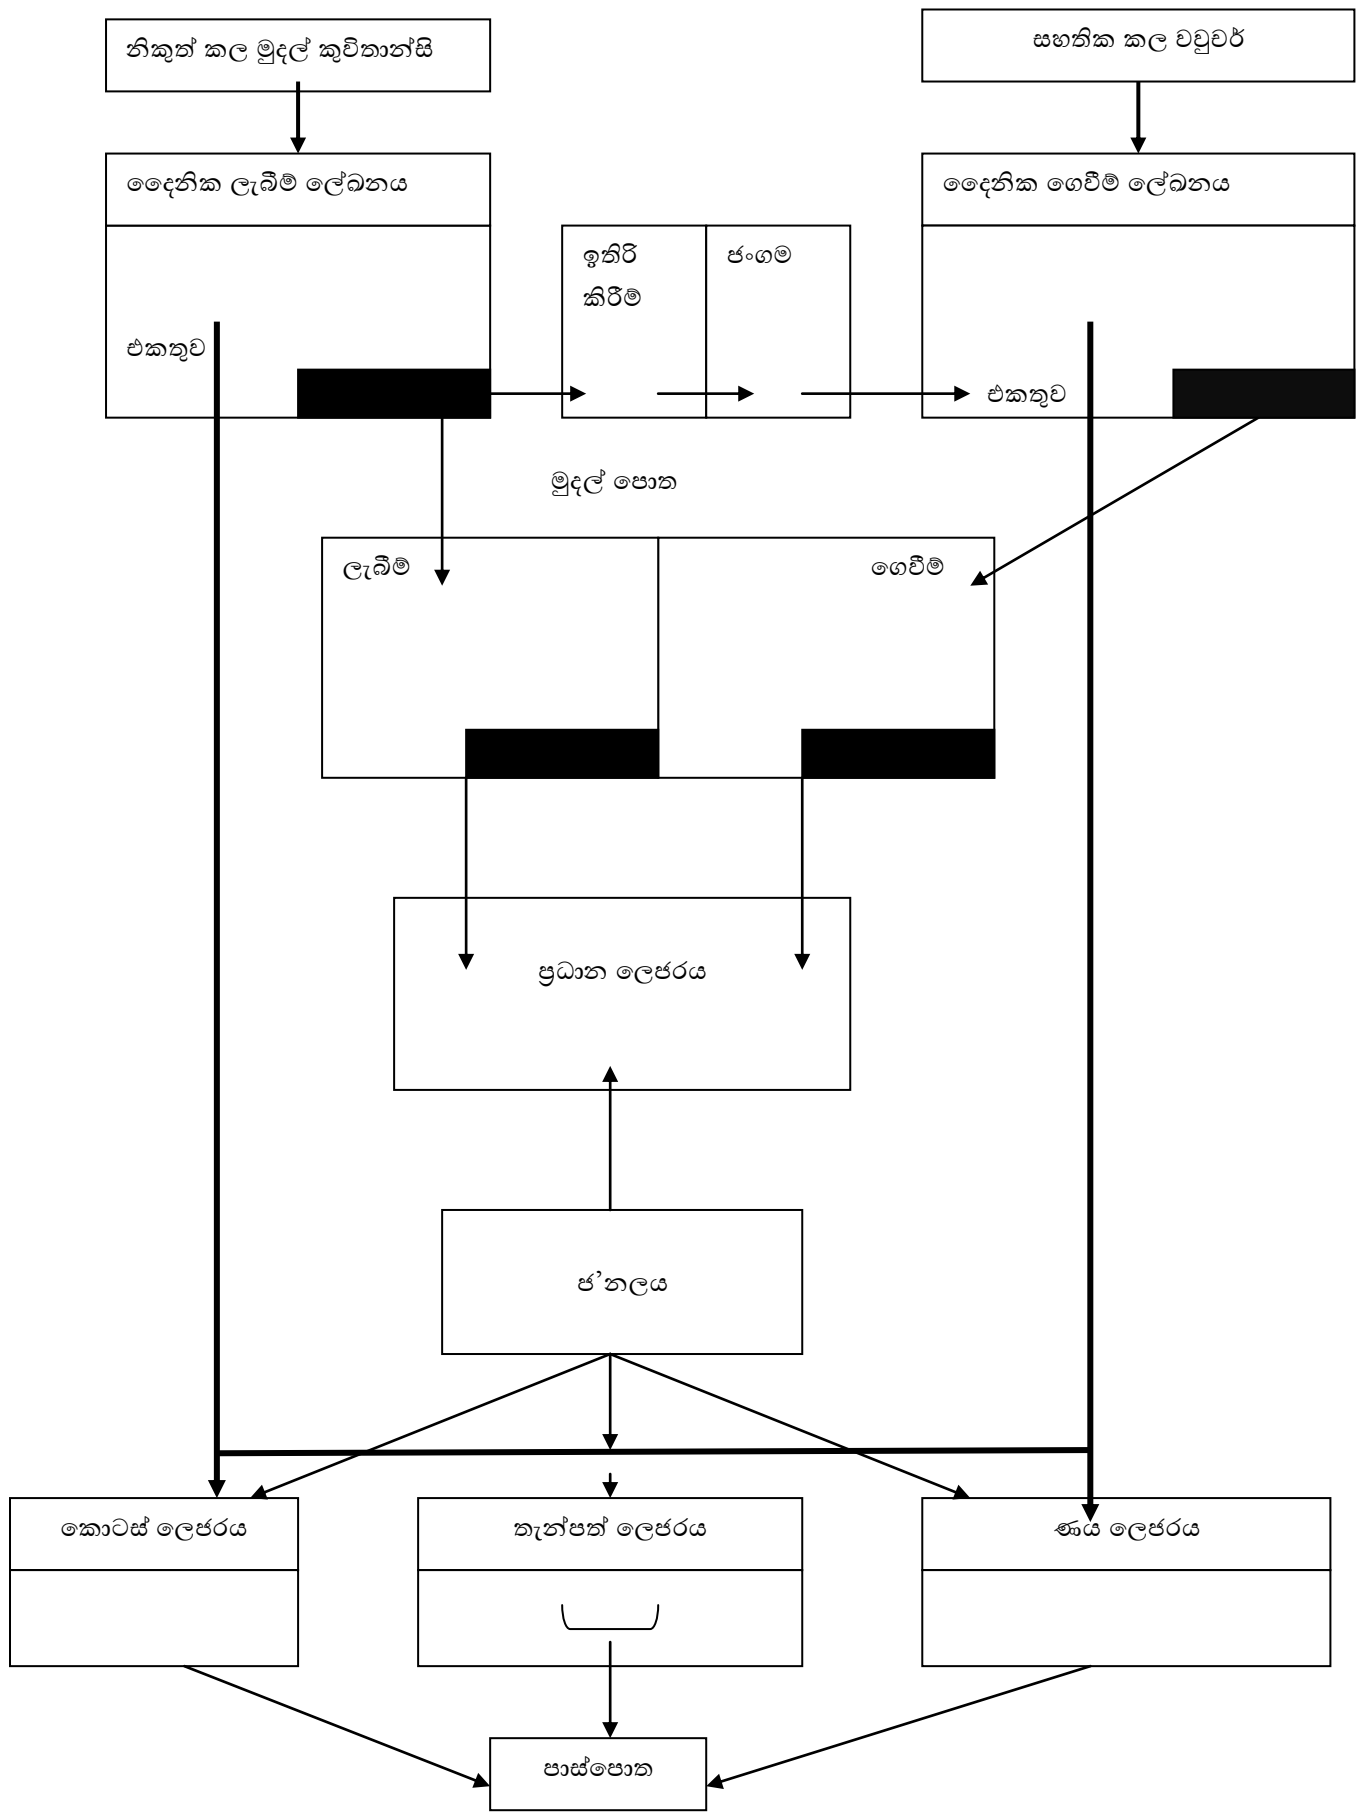 නිකුත් කල මුදල් කුවිතාන්සි
සහතික කල වවුචර්
දෛනික ලැබීම් ලේඛනය
දෛනික ගෙවීම් ලේඛනය
ඉතිරි
කිරීම්
ජංගම
එකතුව
එකතුව
මුදල් පොත
ලැබීම්
ගෙවීම්
ප්‍රධාන ලෙජරය
ජ’නලය
කොටස් ලෙජරය
තැන්පත් ලෙජරය
ණය ලෙජරය
පාස්පොත